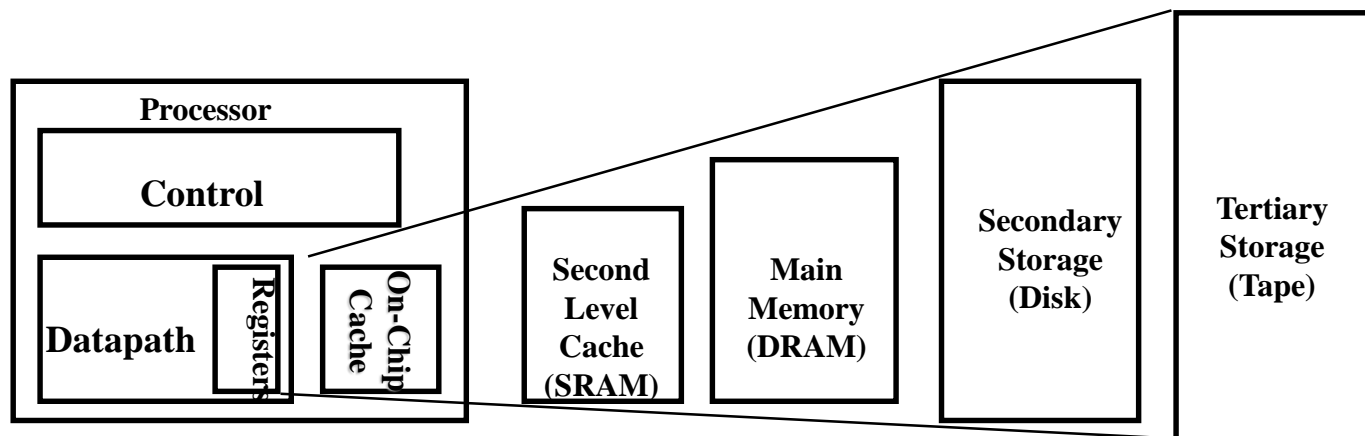 Processor
Control
Datapath
Registers
On-Chip
Cache
Second
Level
Cache
(SRAM)
Main
Memory
(DRAM)
Secondary
Storage
(Disk)
Tertiary
Storage
(Tape)